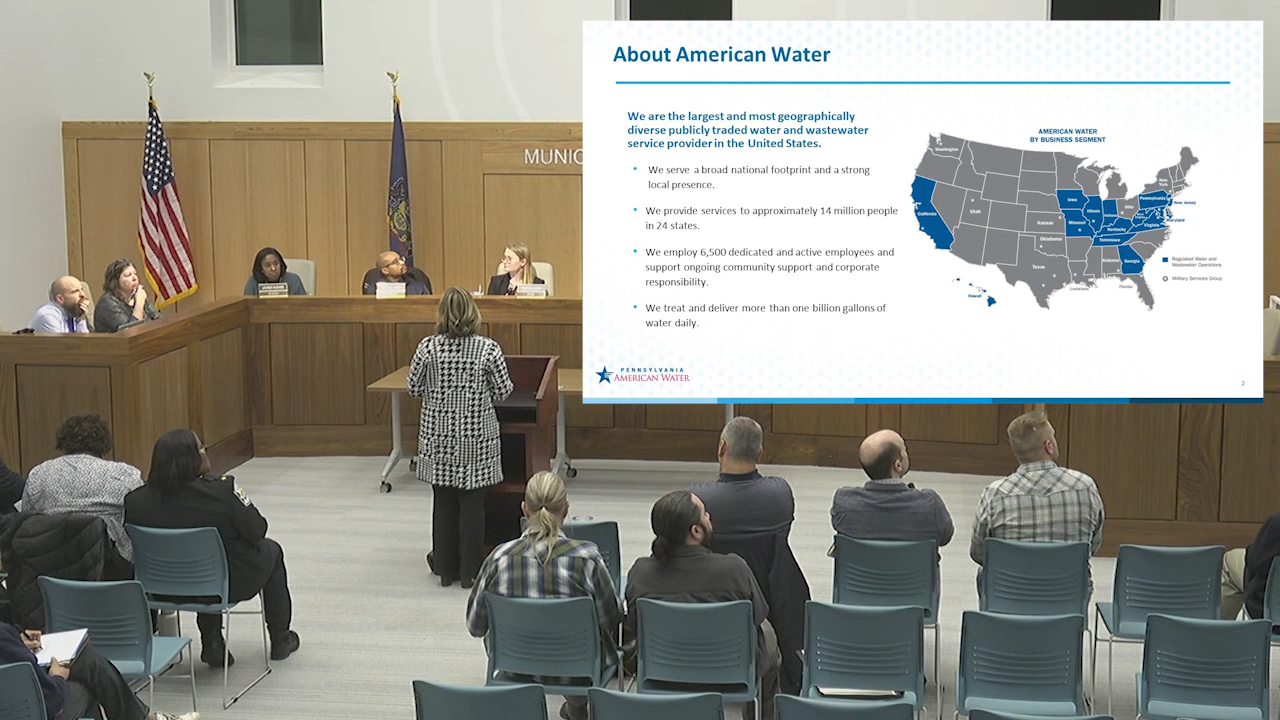 About American Water
We are the largest and most geographically
diverse publicly traded water and wastewater
service provider in the United States.
• We serve a broad national footprint and a strong
local presence.
• We provide services to approximately 14 million people
in 24 states.
• We employ 6,500 dedicated and active employees and
support ongoing community support and corporate
responsibility.
• We treat and deliver more than one billion gallons of
water daily.
AMERICAN WATER
BY BUSINESS SEGMENT
Washington
California
Utah
Kansas
Oklahoma
Texas
Iowa
Missouri
Illinois
Indiana
Ohio
Kentucky
Tennessee
Alabama
Georgia
Louisiana
Florida
Virginia
Maryland
New Jersey
Pennsylvania
New York
Hawaii
Regulated Water and
Wastewater Operations
Military Services Group
PENNSYLVANIA
AMERICAN WATER
2
MUNIC